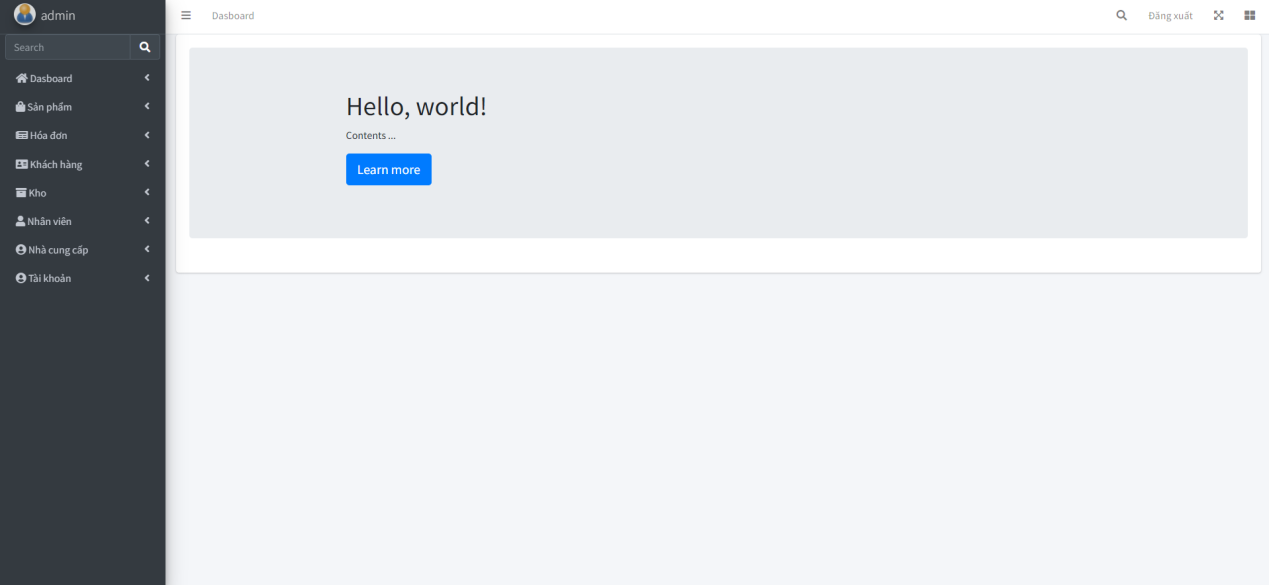 admin
Dasboard
Đăng xuất
Search
Dasboard
Sản phẩm
Hóa đơn
Khách hàng
Kho
Nhân viên
Nhà cung cấp
Tài khoản
Hello, world!
Contents ...
Learn more